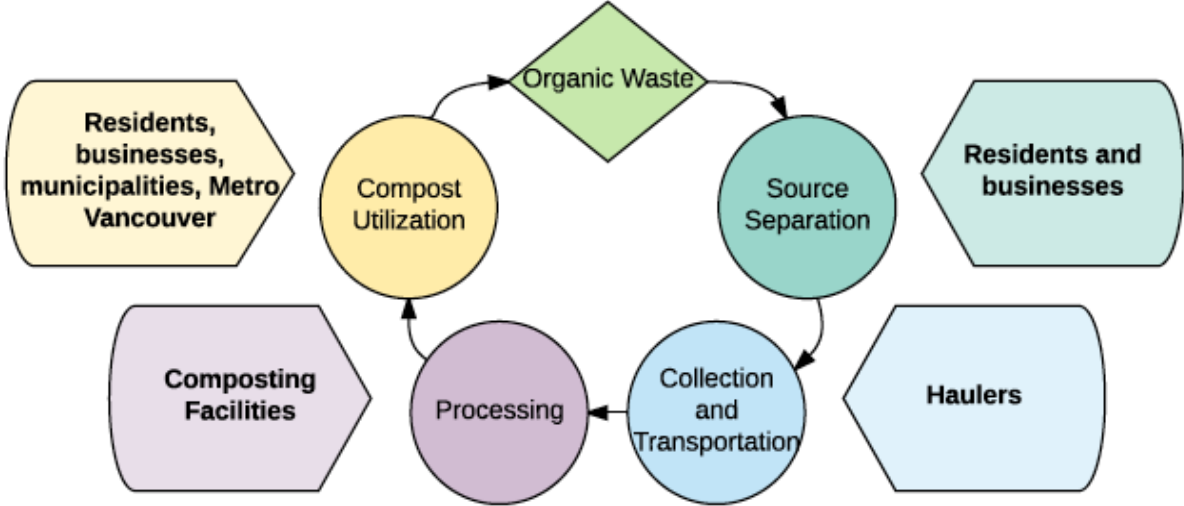 Organic Waste
Residents,
businesses,
municipalities, Metro
Vancouver
Compost
Utilization
Source
Separation
Residents and
businesses
Composting
Facilities
Processing
Collection
and
Transportation
Haulers